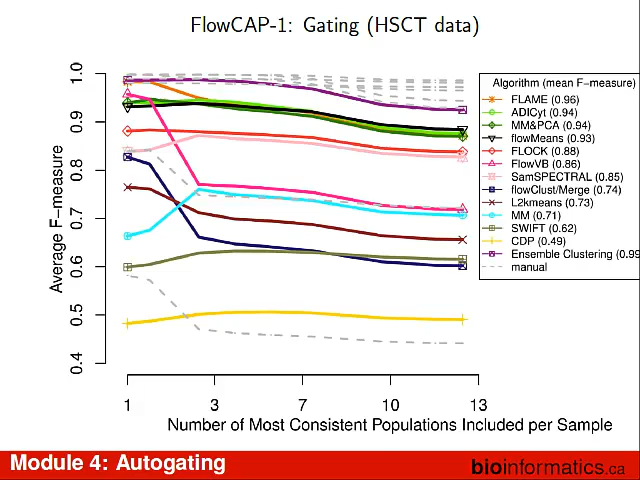 FlowCAP-1: Gating (HSCT data)
Average F−measure
1.0
0.9
0.8
0.7
0.6
0.5
0.4
1 3 7 10 13
Number of Most Consistent Populations Included per Sample
Algorithm (mean F−measure)
FLAME (0.96)
ADICyt (0.94)
MM&PCA (0.94)
flowMeans (0.93)
FLOCK (0.88)
FlowVB (0.86)
SamSPECTRAL (0.85)
flowClust/Merge (0.74)
L2kmeans (0.73)
MM (0.71)
SWIFT (0.62)
CDP (0.49)
Ensemble Clustering (0.99
manual
Module 4: Autogating
bioinformatics.ca